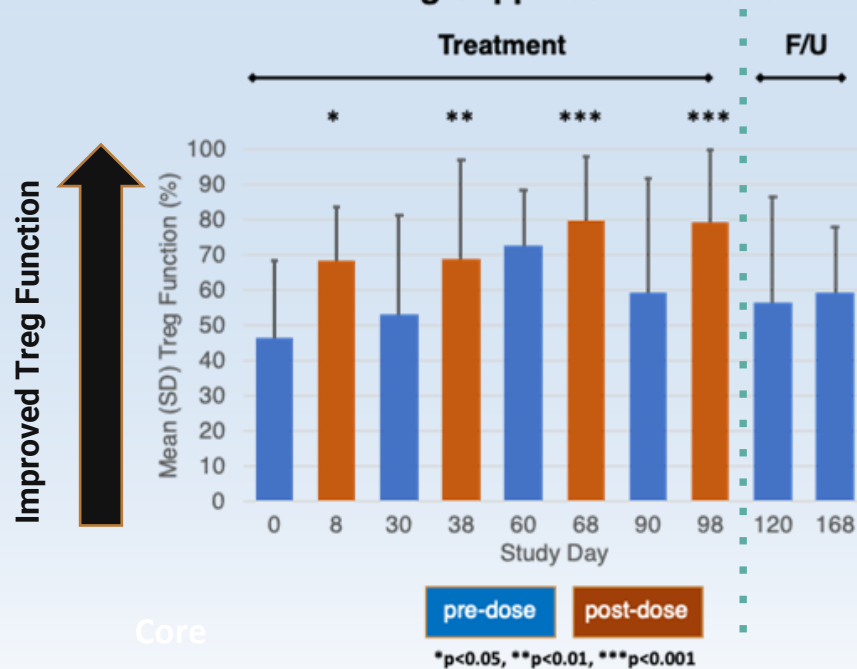 Treatment
F/U
* ** *** ***
100
90
80
70
60
50
40
30
20
10
0
Improved Treg Function
Mean (SD) Treg Function (%)
0 8 30 38 60 68 90 98 120 168
Study Day
pre-dose post-dose
Core
*p<0.05, **p<0.01, ***p<0.001